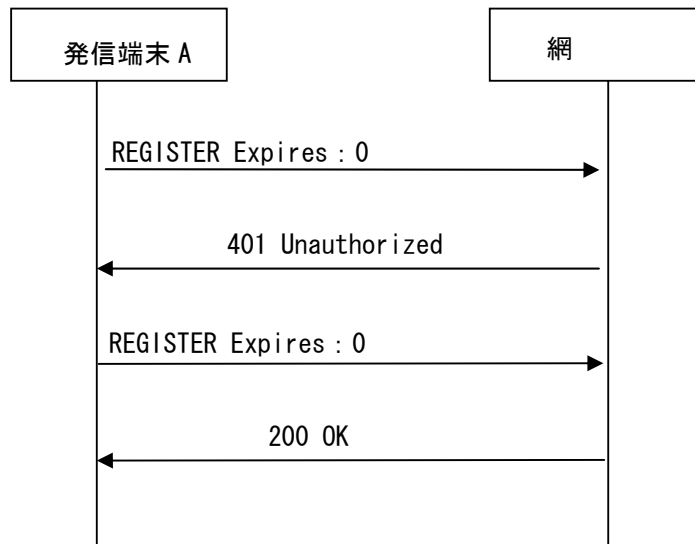 発信端末 A
網
REGISTER Expires : 0
401 Unauthorized
REGISTER Expires : 0
200 OK